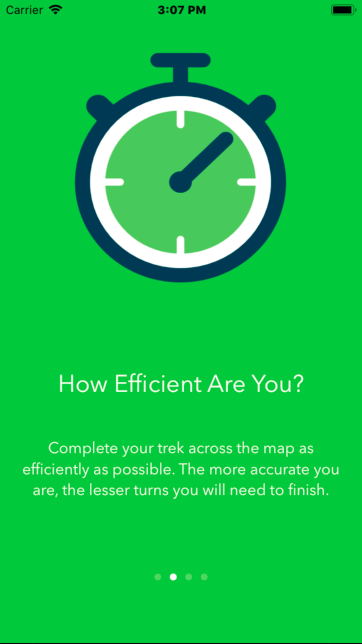 Carrier 3:07 PM
How Efficient Are You?
Complete your trek across the map as
efficiently as possible. The more accurate you
are, the lesser turns you will need to finish.